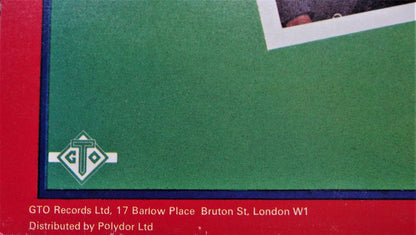 GTO
GTO Records Ltd, 17 Barlow Place Bruton St, London W1
Distributed by Polydor Ltd